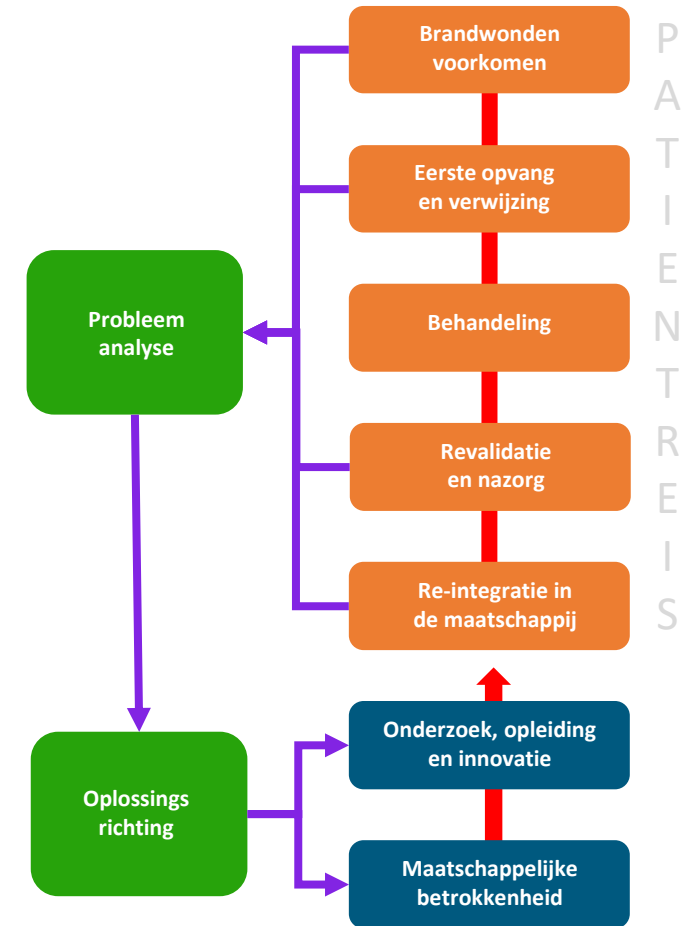 Brandwonden
voorkomen
Eerste opvang
en verwijzing
Behandeling
Revalidatie
en nazorg
Re-integratie in
de maatschappij
P
A
T
I
E
N
T
R
E
I
S
Probleem
analyse
Oplossings
richting
Onderzoek, opleiding
en innovatie
Maatschappelijke
betrokkenheid